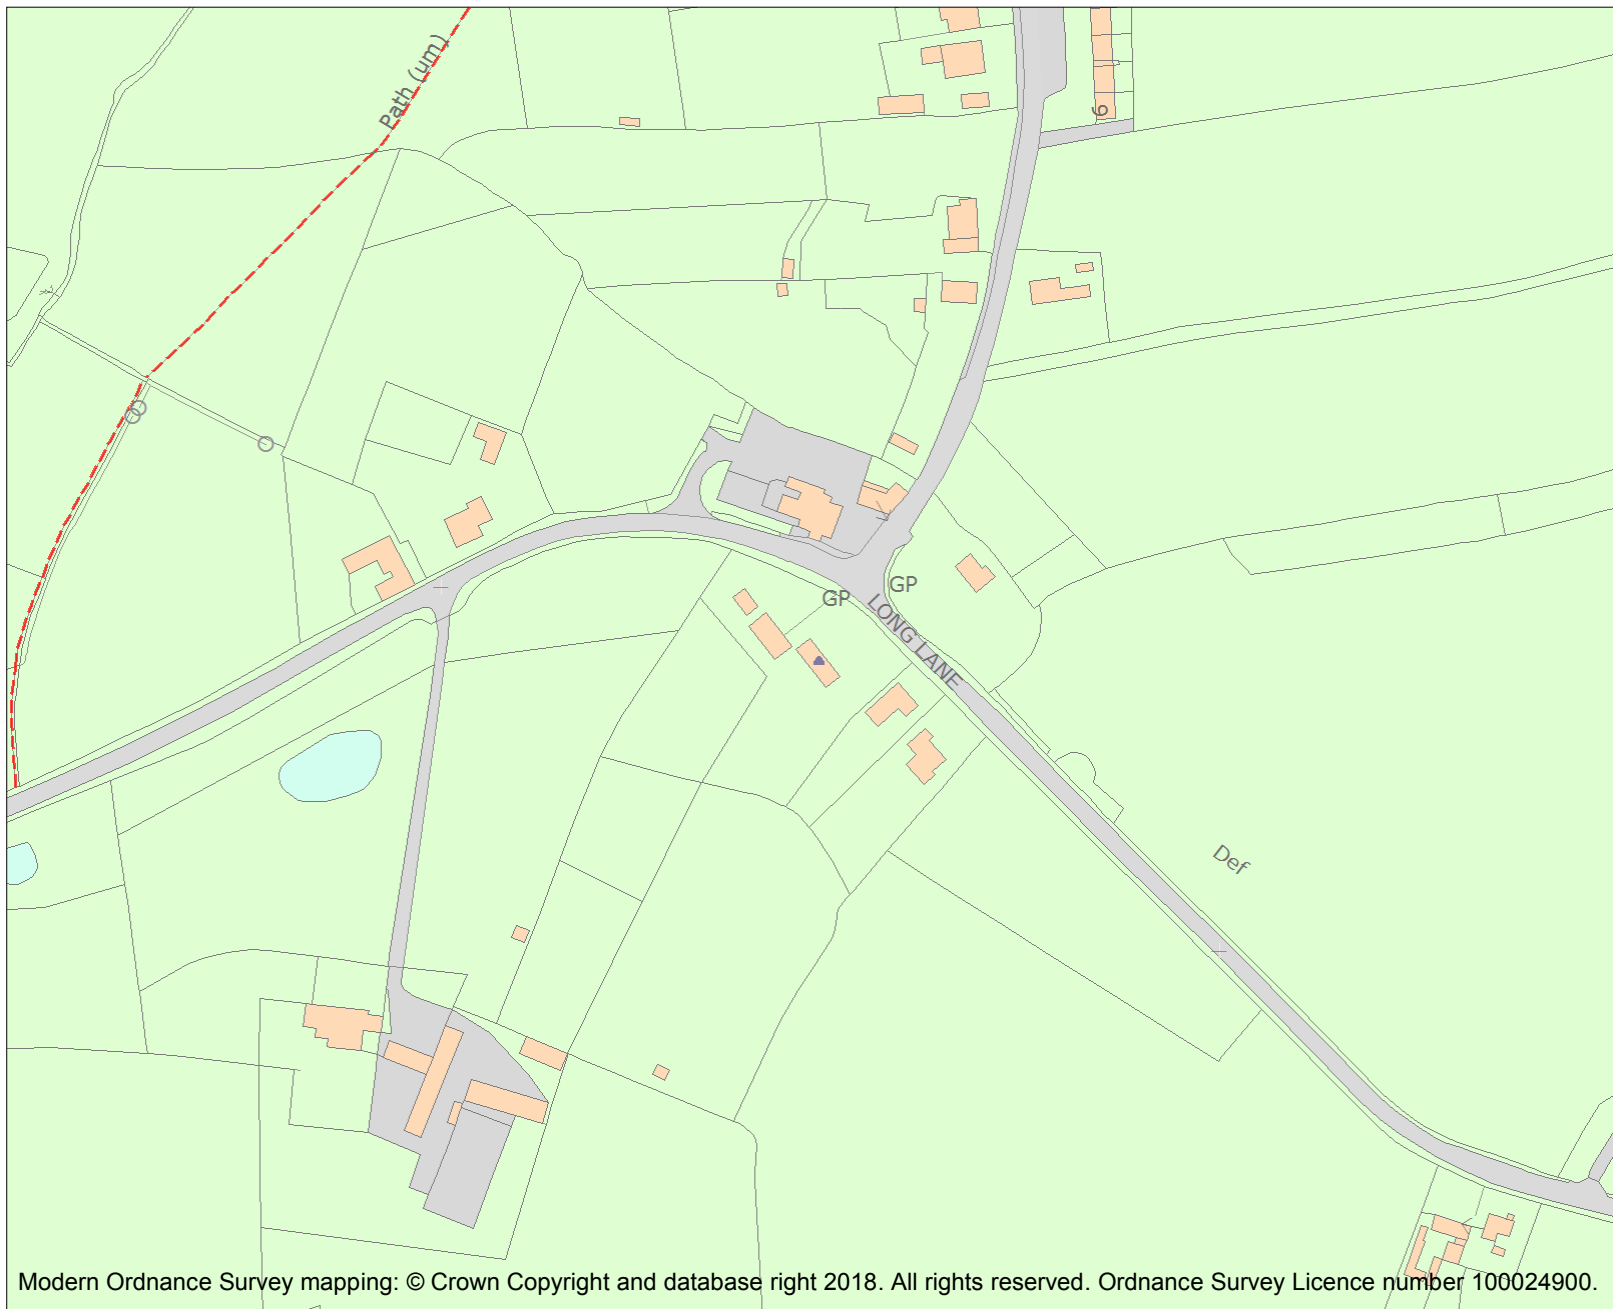 Path (um)
9
GP
GP
LONG LANE
Def
Modern Ordnance Survey mapping: © Crown Copyright and database right 2018. All rights reserved. Ordnance Survey Licence number 100024900.